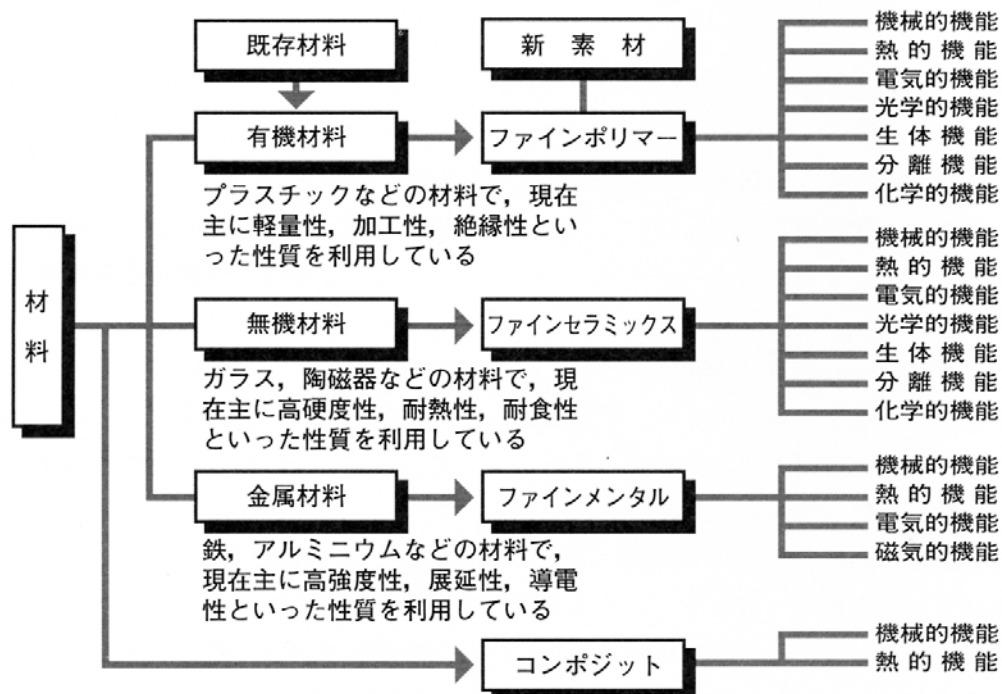 既存材料
新素材
有機材料
ファインポリマー
機械的機能
熱的機能
電気的機能
光学的機能
生体機能
分離機能
化学的機能
プラスチックなどの材料で，現在
主に軽量性，加工性，絶縁性とい
った性質を利用している
材料
無機材料
ファインセラミックス
機械的機能
熱的機能
電気的機能
光学的機能
生体機能
分離機能
化学的機能
ガラス，陶磁器などの材料で，現
在主に高硬度性，耐熱性，耐食性
といった性質を利用している
金属材料
ファインメンタル
機械的機能
熱的機能
電気的機能
磁気的機能
鉄，アルミニウムなどの材料で，
現在主に高強度性，展延性，導電
性といった性質を利用している
コンポジット
機械的機能
熱的機能